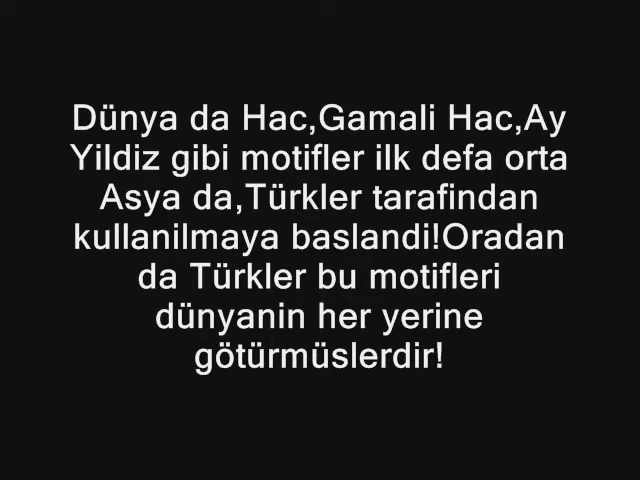 Dünya da Hac,Gamali Hac,Ay
Yildiz gibi motifler ilk defa orta
Asya da,Türkler tarafindan
kullanilmaya baslandi!Oradan
da Türkler bu motifleri
dünyanin her yerine
götürmüslerdir!